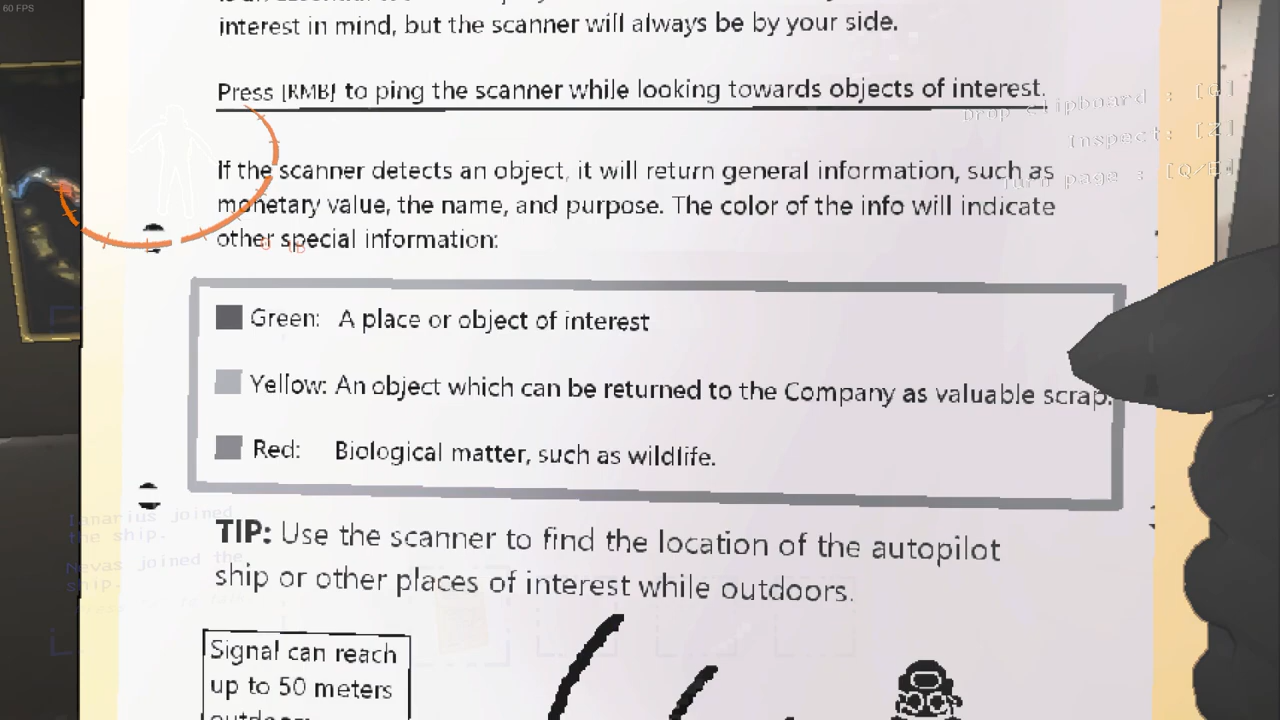 60 FPS
interest in mind, but the scanner will always be by your side.
Press [RMB] to ping the scanner while looking towards objects of interest.
Drop Clipboard : [G]
Inspect: [Z]
Turn page : [Q/E]
If the scanner detects an object, it will return general information, such as
monetary value, the name, and purpose. The color of the info will indicate
other special information:
0 lb
Green: A place or object of interest
Yellow: An object which can be returned to the Company as valuable scrap.
Red: Biological matter, such as wildlife.
joined
the ship.
Nevas joined the
ship.
TIP: Use the scanner to find the location of the autopilot
ship or other places of interest while outdoors.
Signal can reach
up to 50 meters